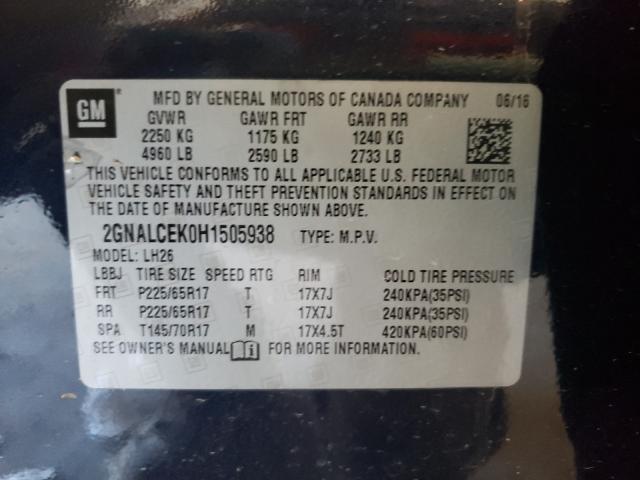 GM
MFD BY GENERAL MOTORS OF CANADA COMPANY 06/16
GVWR GAWR FRT GAWR RR
2250 KG 1175 KG 1240 KG
4960 LB 2590 LB 2733 LB
THIS VEHICLE CONFORMS TO ALL APPLICABLE U.S. FEDERAL MOTOR
VEHICLE SAFETY AND THEFT PREVENTION STANDARDS IN EFFECT ON
THE DATE OF MANUFACTURE SHOWN ABOVE.
2GNALCEK0H1505938 TYPE: M.P.V.
MODEL: LH26
LBBJ TIRE SIZE SPEED RTG RIM COLD TIRE PRESSURE
FRT P225/65R17 T 17X7J 240KPA(35PSI)
RR P225/65R17 T 17X7J 240KPA(35PSI)
SPA T145/70R17 M 17X4.5T 420KPA(60PSI)
SEE OWNER'S MANUAL i FOR MORE INFORMATION.